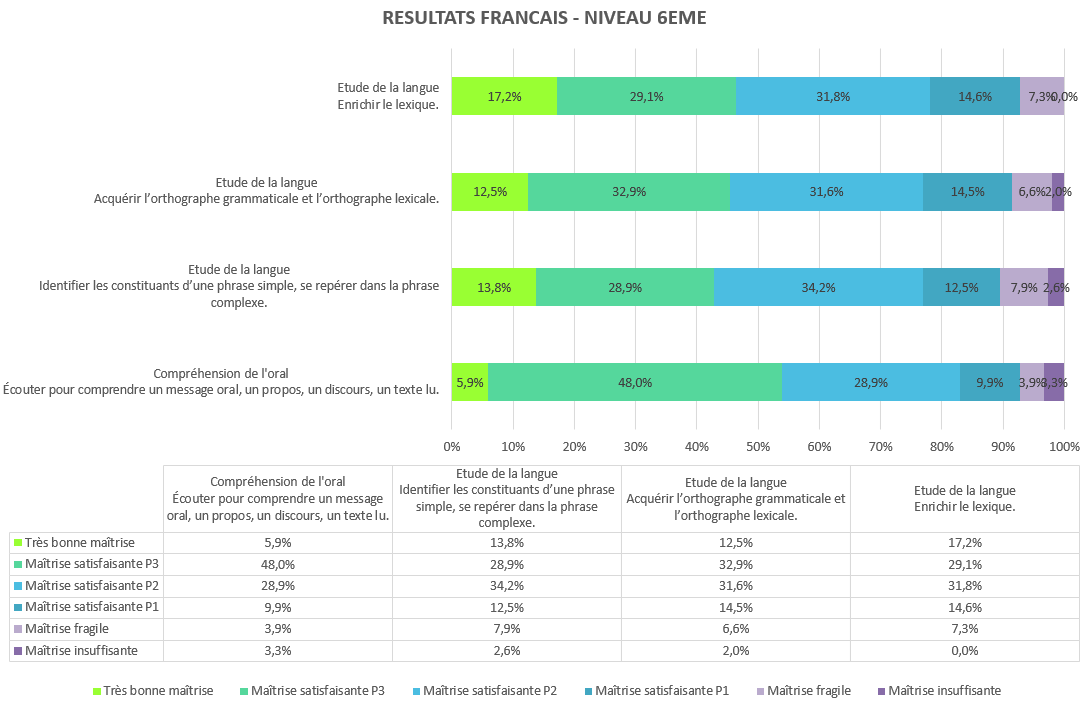 RESULTATS FRANCAIS - NIVEAU 6EME
Etude de la langue
Enrichir le lexique.
17,2% 29,1% 31,8% 14,6% 7,3% 0,0%
Etude de la langue
Acquérir l’orthographe grammaticale et l’orthographe lexicale.
12,5% 32,9% 31,6% 14,5% 6,6% 2,0%
Etude de la langue
Identifier les constituants d’une phrase simple, se repérer dans la phrase
complexe.
13,8% 28,9% 34,2% 12,5% 7,9% 2,6%
Compréhension de l'oral
Écouter pour comprendre un message oral, un propos, un discours, un texte lu.
5,9% 48,0% 28,9% 9,9% 3,9% 3,3%
0% 10% 20% 30% 40% 50% 60% 70% 80% 90% 100%
Compréhension de l'oral
Écouter pour comprendre un message
oral, un propos, un discours, un texte lu.
Etude de la langue
Identifier les constituants d’une phrase
simple, se repérer dans la phrase
complexe.
Etude de la langue
Acquérir l’orthographe grammaticale et
l’orthographe lexicale.
Etude de la langue
Enrichir le lexique.
Très bonne maîtrise 5,9% 13,8% 12,5% 17,2%
Maîtrise satisfaisante P3 48,0% 28,9% 32,9% 29,1%
Maîtrise satisfaisante P2 28,9% 34,2% 31,6% 31,8%
Maîtrise satisfaisante P1 9,9% 12,5% 14,5% 14,6%
Maîtrise fragile 3,9% 7,9% 6,6% 7,3%
Maîtrise insuffisante 3,3% 2,6% 2,0% 0,0%
Très bonne maîtrise Maîtrise satisfaisante P3 Maîtrise satisfaisante P2 Maîtrise satisfaisante P1 Maîtrise fragile Maîtrise insuffisante